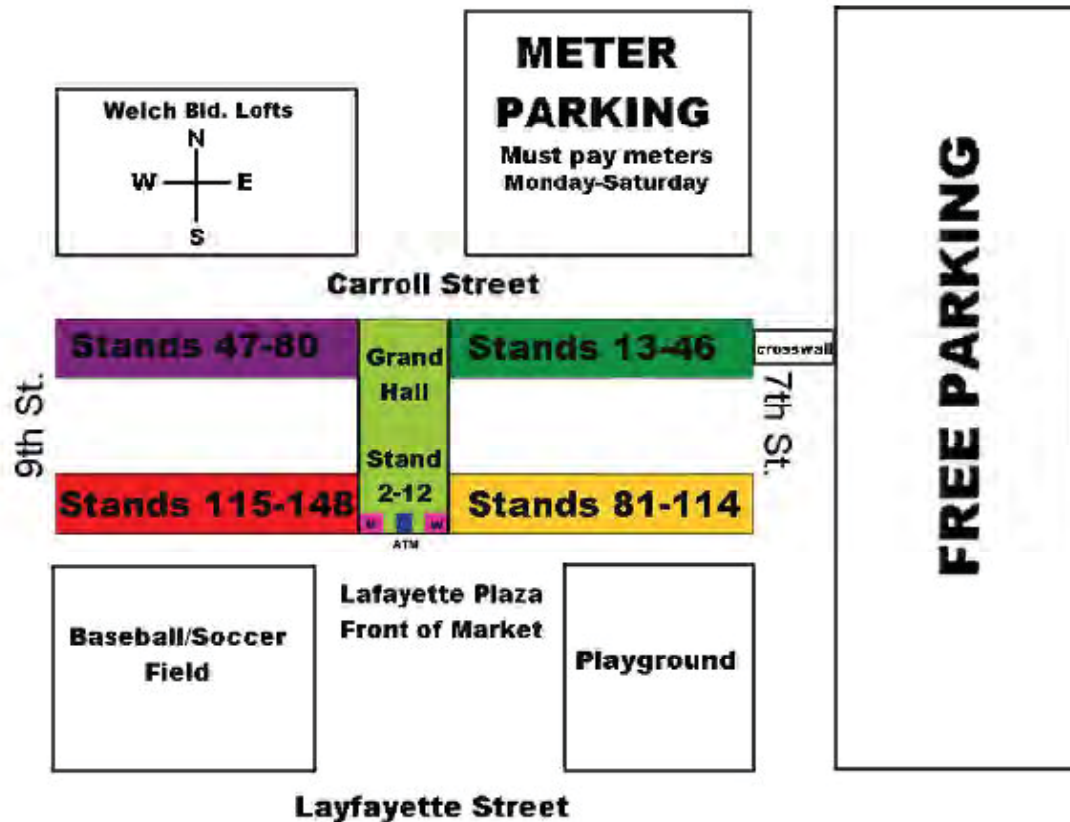 METER
PARKING
Must pay meters
Monday-Saturday
Welch Bld. Lofts
N
W
E
S
Carroll Street
Stands 47-80
Grand
Hall
Stands 13-46
crosswalk
FREE PARKING
9th St.
7th St.
Stand
2-12
Stands 115-148
Stands 81-114
M
W
ATM
Lafayette Plaza
Front of Market
Baseball/Soccer
Field
Playground
Layfayette Street